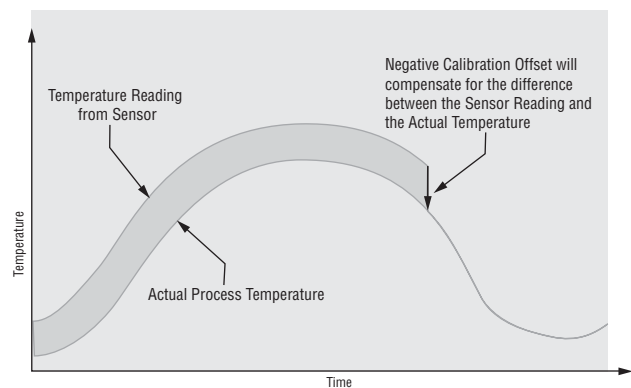 Negative Calibration Offset will
compensate for the difference
between the Sensor Reading and
the Actual Temperature
Temperature Reading
from Sensor
Temperature
Actual Process Temperature
Time